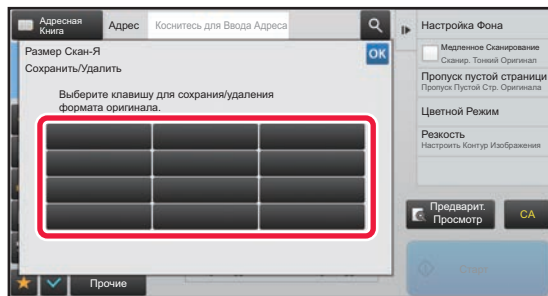 Адресная
Книга
Адрес
Коснитесь для Ввода Адреса
Размер Скан-Я
OK
Сохранить/Удалить
Выберите клавишу для сохрания/удаления
формата оригинала.
Прочие
Настройка Фона
Медленное Сканирование
Сканир. Тонкий Оригинал
Пропуск пустой страници
Пропуск Пустой Стр. Оригинала
Цветной Режим
Резкость
Настроить Контур Изображения
Предварит.
Просмотр
CA
Старт